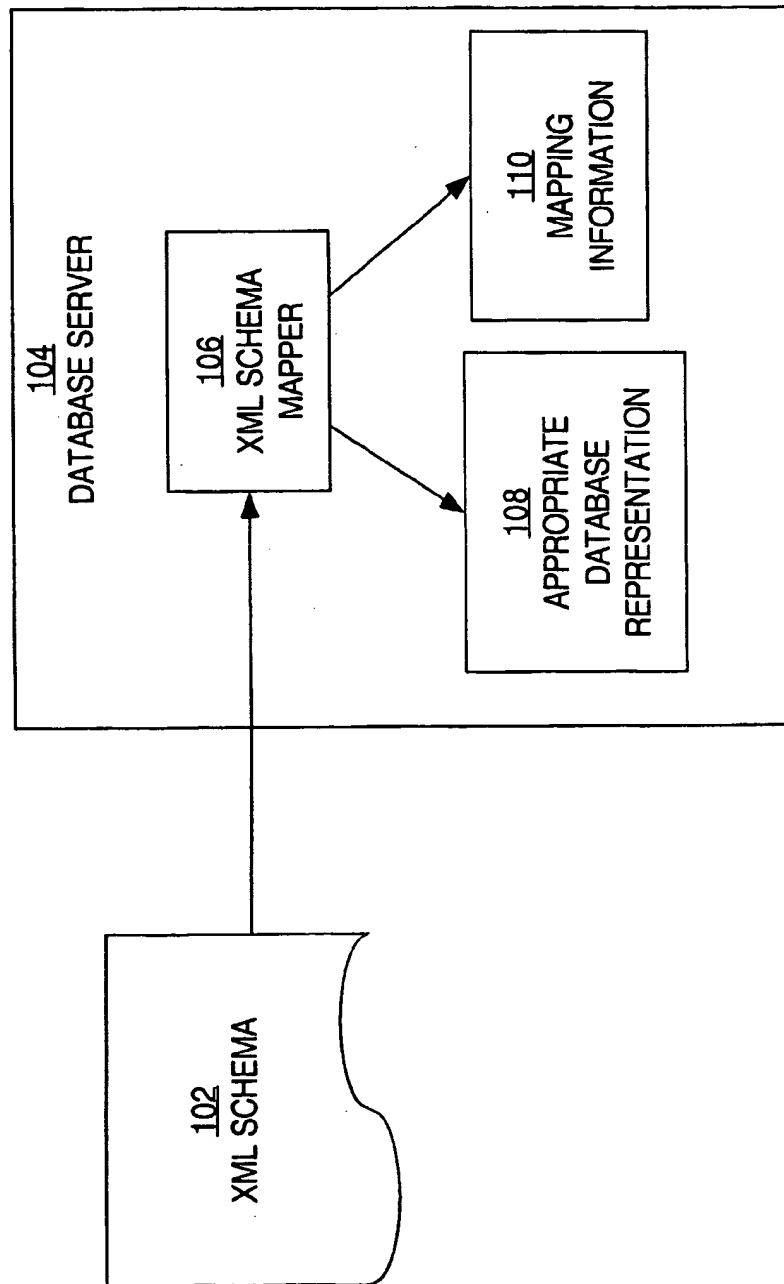 102
XML SCHEMA
104
DATABASE SERVER
106
XML SCHEMA
MAPPER
108
APPROPRIATE
DATABASE
REPRESENTATION
110
MAPPING
INFORMATION